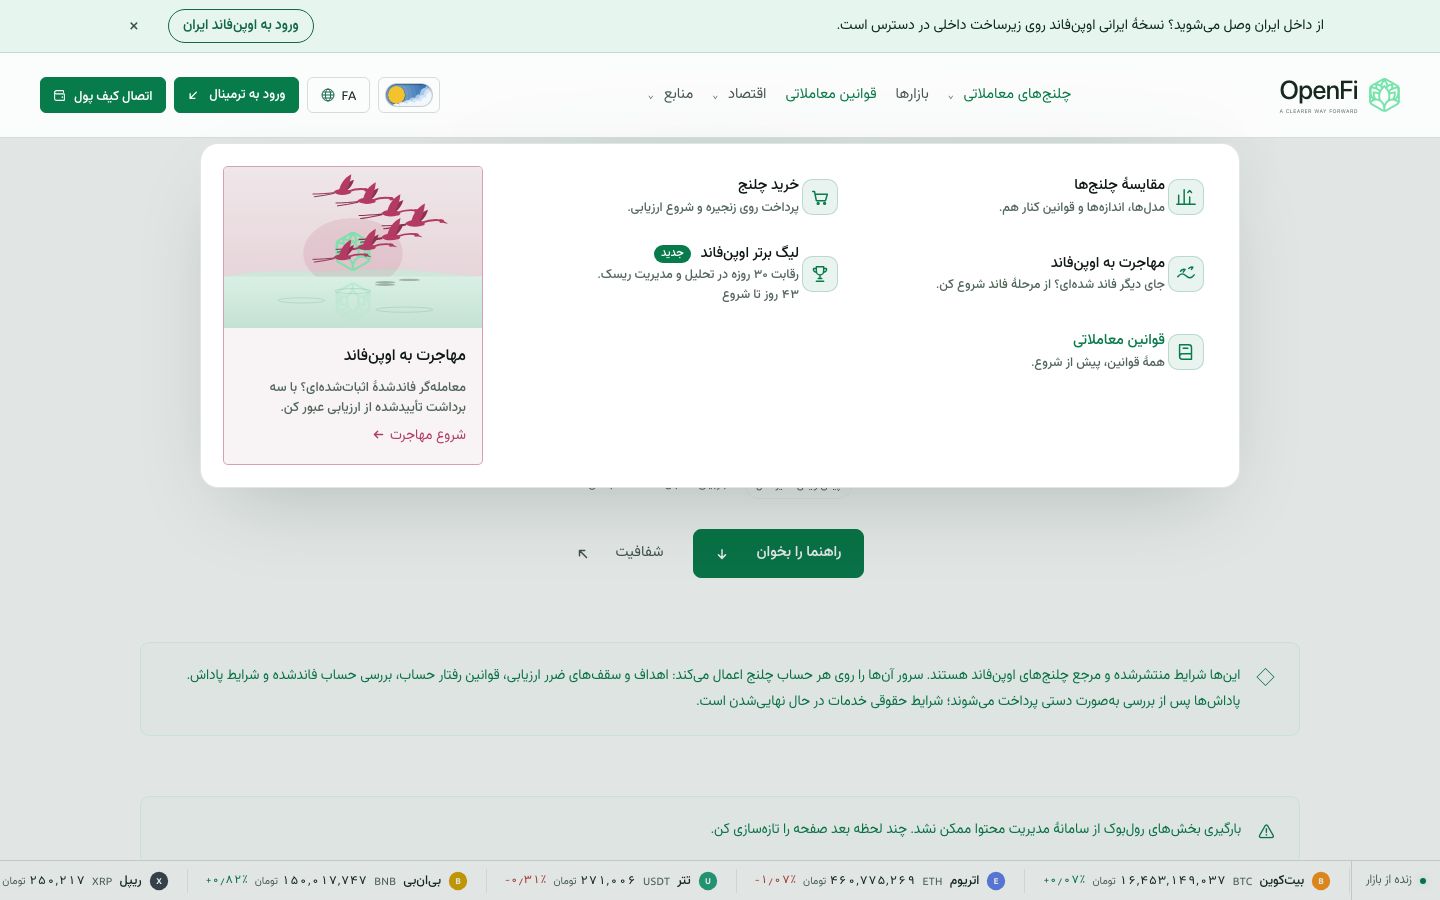 از داخل ایران وصل می‌شوید؟ نسخهٔ ایرانی اوپن‌فاند روی زیرساخت داخلی در دسترس است.
ورود به اوپن‌فاند ایران
×
OpenFi
A CLEARER WAY FORWARD
چلنج‌های معاملاتی
بازارها
قوانین معاملاتی
اقتصاد
منابع
FA
ورود به ترمینال
اتصال کیف پول
مقایسهٔ چلنج‌ها
مدل‌ها، اندازه‌ها و قوانین کنار هم.
خرید چلنج
پرداخت روی زنجیره و شروع ارزیابی.
مهاجرت به اوپن‌فاند
جای دیگر فاند شده‌ای؟ از مرحلهٔ فاند شروع کن.
لیگ برتر اوپن‌فاند جدید
رقابت ۳۰ روزه در تحلیل و مدیریت ریسک.
۴۳ روز تا شروع
قوانین معاملاتی
همهٔ قوانین، پیش از شروع.
مهاجرت به اوپن‌فاند
معامله‌گر فاندشدهٔ اثبات‌شده‌ای؟ با سه
برداشت تأییدشده از ارزیابی عبور کن.
شروع مهاجرت ←
راهنما را بخوان ↓
شفافیت ↖
این‌ها شرایط منتشرشده و مرجع چلنج‌های اوپن‌فاند هستند. سرور آن‌ها را روی هر حساب چلنج اعمال می‌کند: اهداف و سقف‌های ضرر ارزیابی، قوانین رفتار حساب، بررسی حساب فاندشده و شرایط پاداش.
پاداش‌ها پس از بررسی به‌صورت دستی پرداخت می‌شوند؛ شرایط حقوقی خدمات در حال نهایی‌شدن است.
بارگیری بخش‌های رول‌بوک از سامانهٔ مدیریت محتوا ممکن نشد. چند لحظه بعد صفحه را تازه‌سازی کن.
زنده از بازار
B بیت‌کوین BTC ۱۶,۴۵۳,۱۴۹,۰۳۷ تومان +۰٫۰۷٪
E اتریوم ETH ۴۶۰,۷۷۵,۲۶۹ تومان -۱٫۰۷٪
U تتر USDT ۲۷۱,۰۰۶ تومان -۰٫۳۱٪
B بی‌ان‌بی BNB ۱۵۰,۰۱۷,۷۴۷ تومان +۰٫۸۲٪
X ریپل XRP ۲۵۰,۲۱۷ تومان